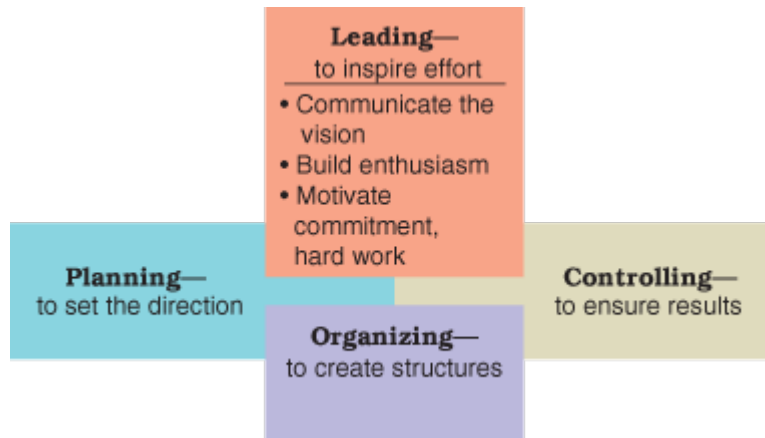 Leading—
to inspire effort
• Communicate the
vision
• Build enthusiasm
• Motivate
commitment,
hard work
Planning—
to set the direction
Controlling—
to ensure results
Organizing—
to create structures